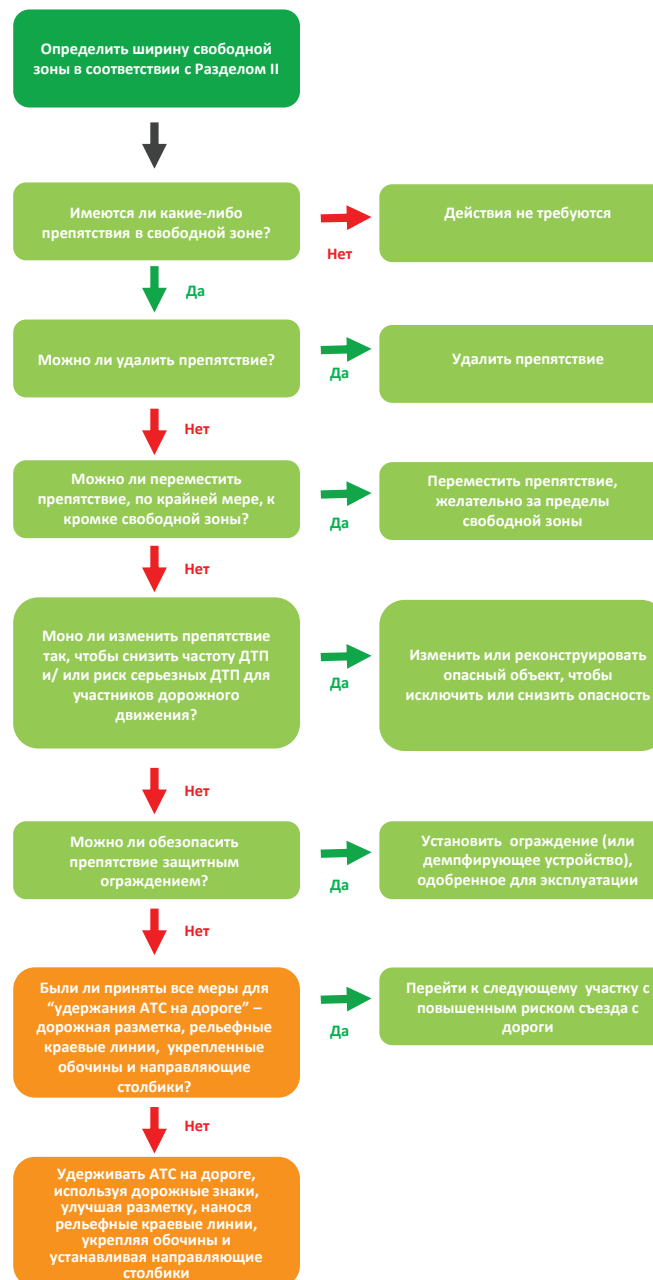 Определить ширину свободной
зоны в соответствии с Разделом II
Имеются ли какие-либо
препятствия в свободной зоне?
Нет
Действия не требуются
Да
Можно ли удалить препятствие?
Да
Удалить препятствие
Нет
Можно ли переместить
препятствие, по крайней мере, к
кромке свободной зоны?
Да
Переместить препятствие,
желательно за пределы
свободной зоны
Нет
Моно ли изменить препятствие
так, чтобы снизить частоту ДТП
и/ или риск серьезных ДТП для
участников дорожного
движения?
Да
Изменить или реконструировать
опасный объект, чтобы
исключить или снизить опасность
Нет
Можно ли обезопасить
препятствие защитным
ограждением?
Да
Установить ограждение (или
демпфирующее устройство),
одобренное для эксплуатации
Нет
Были ли приняты все меры для
“удержания АТС на дороге” –
дорожная разметка, рельефные
краевые линии, укрепленные
обочины и направляющие
столбики?
Да
Перейти к следующему участку с
повышенным риском съезда с
дороги
Нет
Удерживать АТС на дороге,
используя дорожные знаки,
улучшая разметку, нанося
рельефные краевые линии,
укрепляя обочины и
устанавливая направляющие
столбики